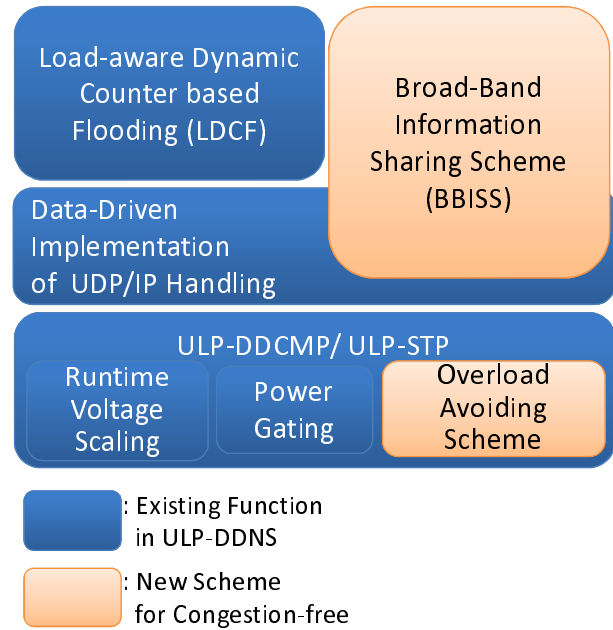 Load-aware Dynamic
Counter based
Flooding (LDCF)
Broad-Band
Information
Sharing Scheme
(BBISS)
Data-Driven
Implementation
of UDP/IP Handling
ULP-DDCMP/ ULP-STP
Runtime
Voltage
Scaling
Power
Gating
Overload
Avoiding
Scheme
: Existing Function
in ULP-DDNS
: New Scheme
for Congestion-free